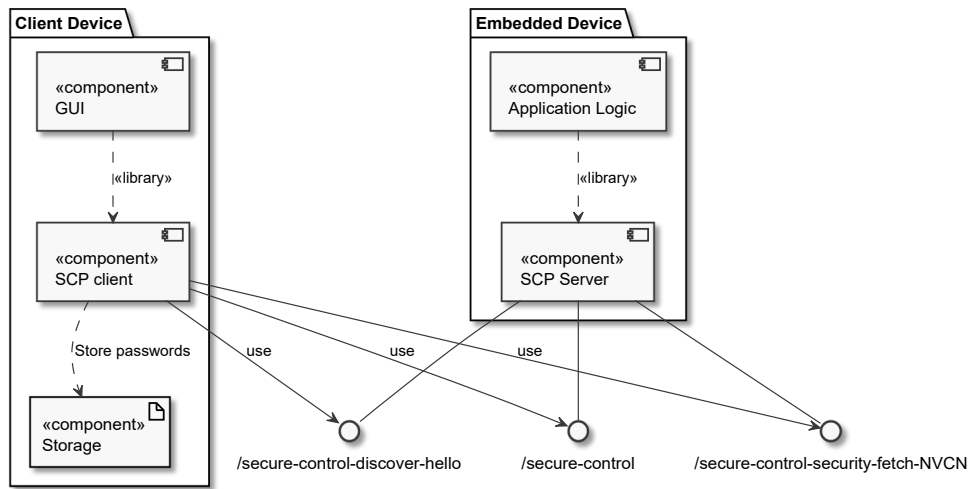 Client Device
Embedded Device
«component»
GUI
«component»
Application Logic
«library»
«library»
«component»
SCP client
«component»
SCP Server
Store passwords
use
use
use
«component»
Storage
/secure-control-discover-hello
/secure-control
/secure-control-security-fetch-NVCN